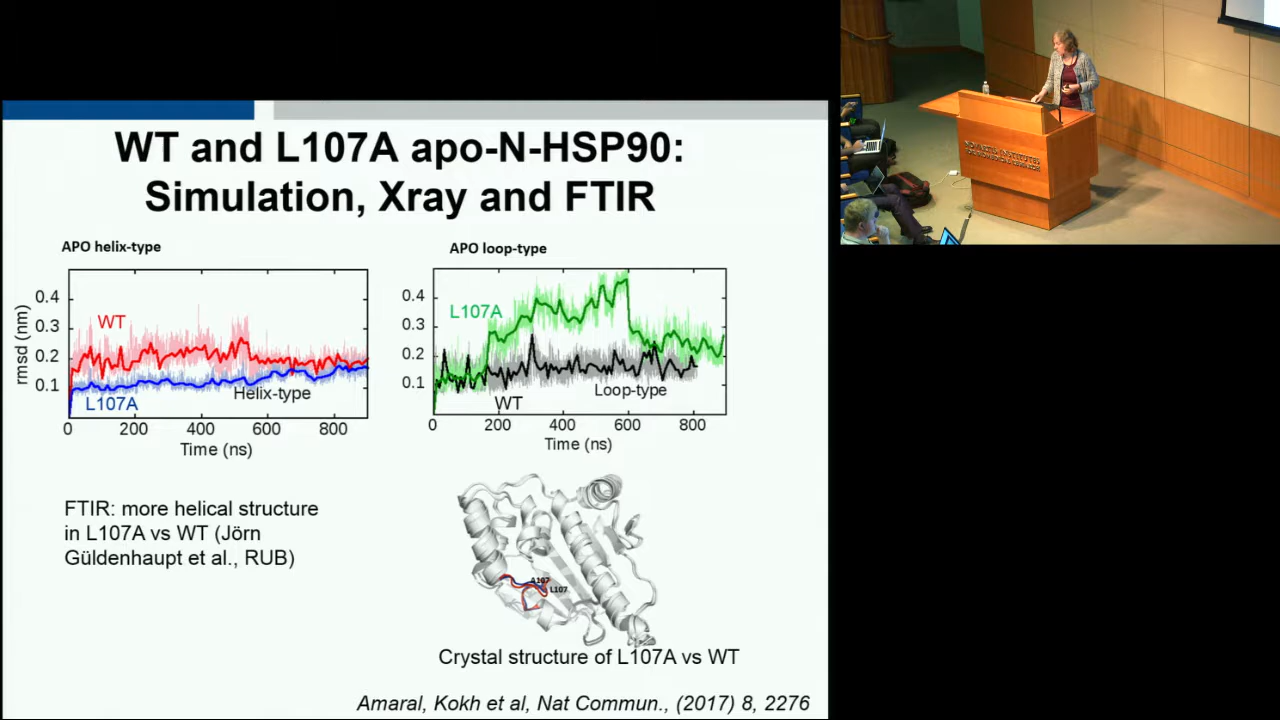 WT and L107A apo-N-HSP90:
Simulation, Xray and FTIR
APO helix-type
rmsd (nm)
0.4
0.3
0.2
0.1
WT
L107A
Helix-type
0 200 400 600 800
Time (ns)
APO loop-type
0.4
0.3
0.2
0.1
L107A
WT
Loop-type
0 200 400 600 800
Time (ns)
FTIR: more helical structure
in L107A vs WT (Jörn
Güldenhaupt et al., RUB)
A107
L107
Crystal structure of L107A vs WT
Amaral, Kokh et al, Nat Commun., (2017) 8, 2276